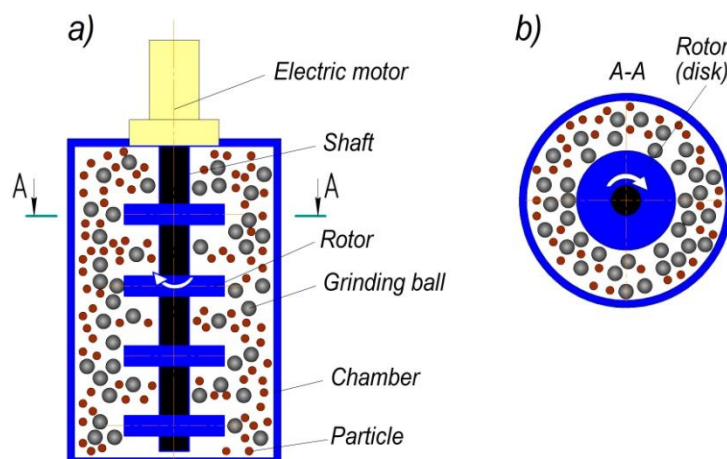 a)
Electric motor
Shaft
A
A
Rotor
Grinding ball
Chamber
Particle
b)
Rotor
(disk)
A-A